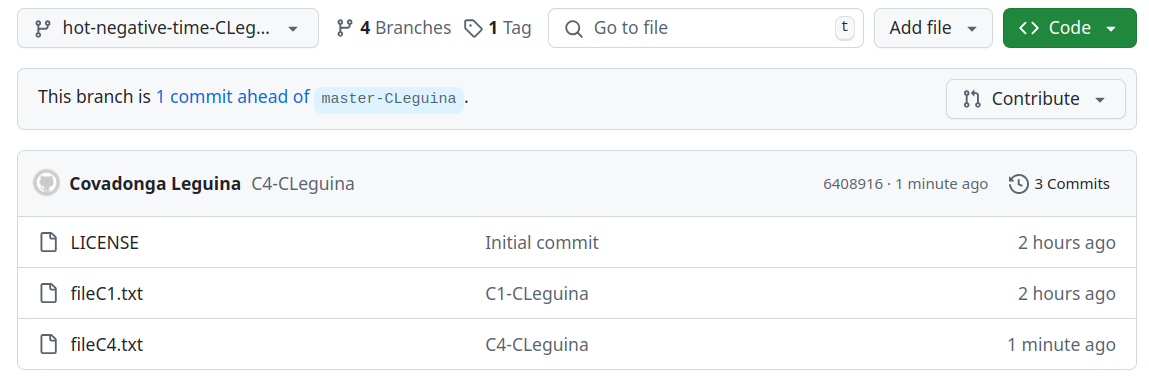 hot-negative-time-CLeg... 4 Branches 1 Tag Go to file t Add file Code
This branch is 1 commit ahead of master-CLeguina.
Contribute
Covadonga Leguina C4-CLeguina 6408916 · 1 minute ago 3 Commits
LICENSE Initial commit 2 hours ago
fileC1.txt C1-CLeguina 2 hours ago
fileC4.txt C4-CLeguina 1 minute ago